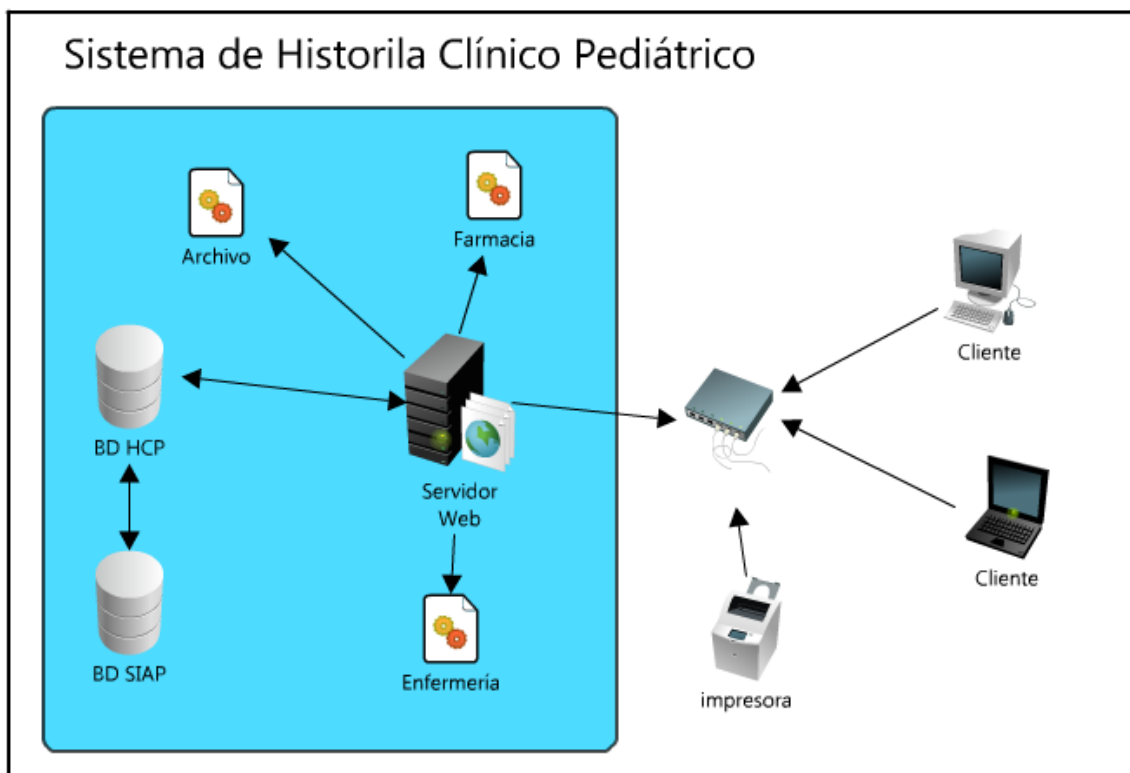 Sistema de Historila Clínico Pediátrico
Archivo
Farmacia
Cliente
BD HCP
Servidor
Web
Cliente
BD SIAP
Enfermería
impresora